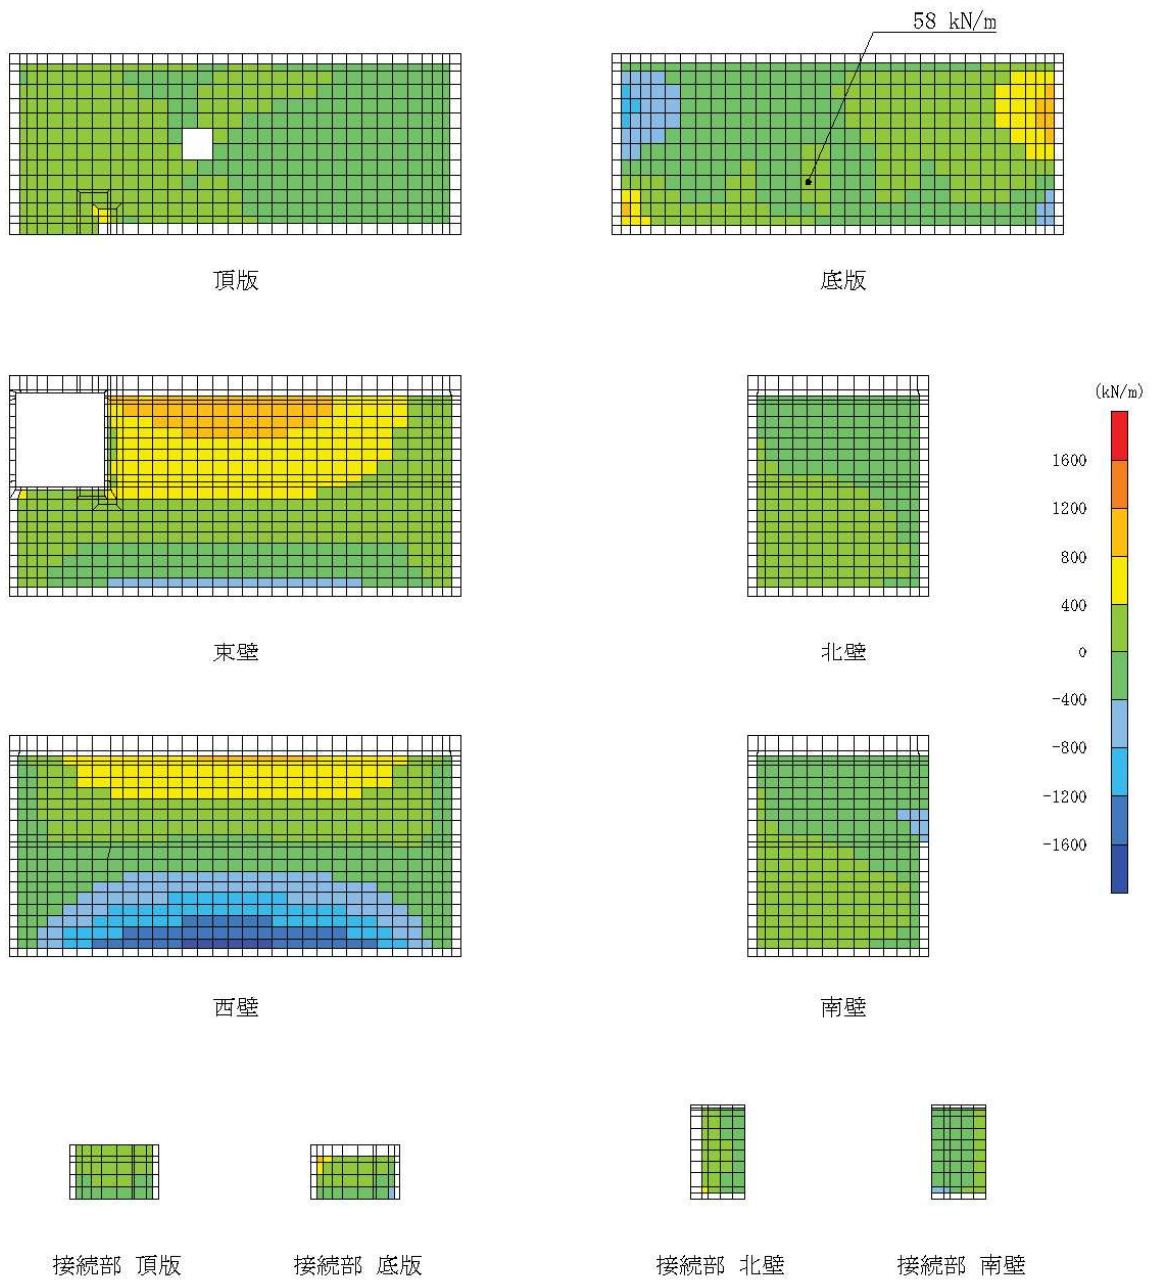 58 kN/m
頂版
底版
(kN/m)
1600
1200
800
400
0
-400
-800
-1200
-1600
東壁
北壁
西壁
南壁
接続部 頂版
接続部 底版
接続部 北壁
接続部 南壁